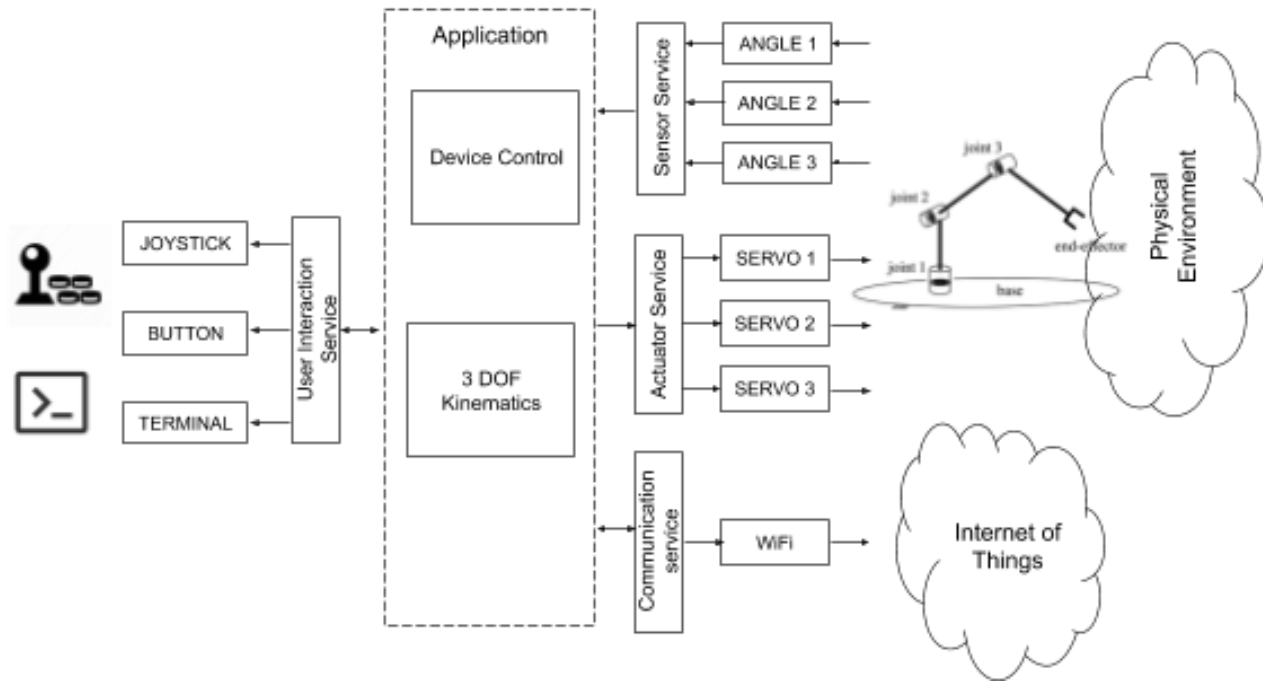 Application
Device Control
3 DOF
Kinematics
JOYSTICK
BUTTON
TERMINAL
User Interaction
Service
Sensor Service
ANGLE 1
ANGLE 2
ANGLE 3
Actuator Service
SERVO 1
SERVO 2
SERVO 3
Communication
service
WiFi
joint 3
joint 2
joint 1
end-effector
base
Physical
Environment
Internet of
Things
>_